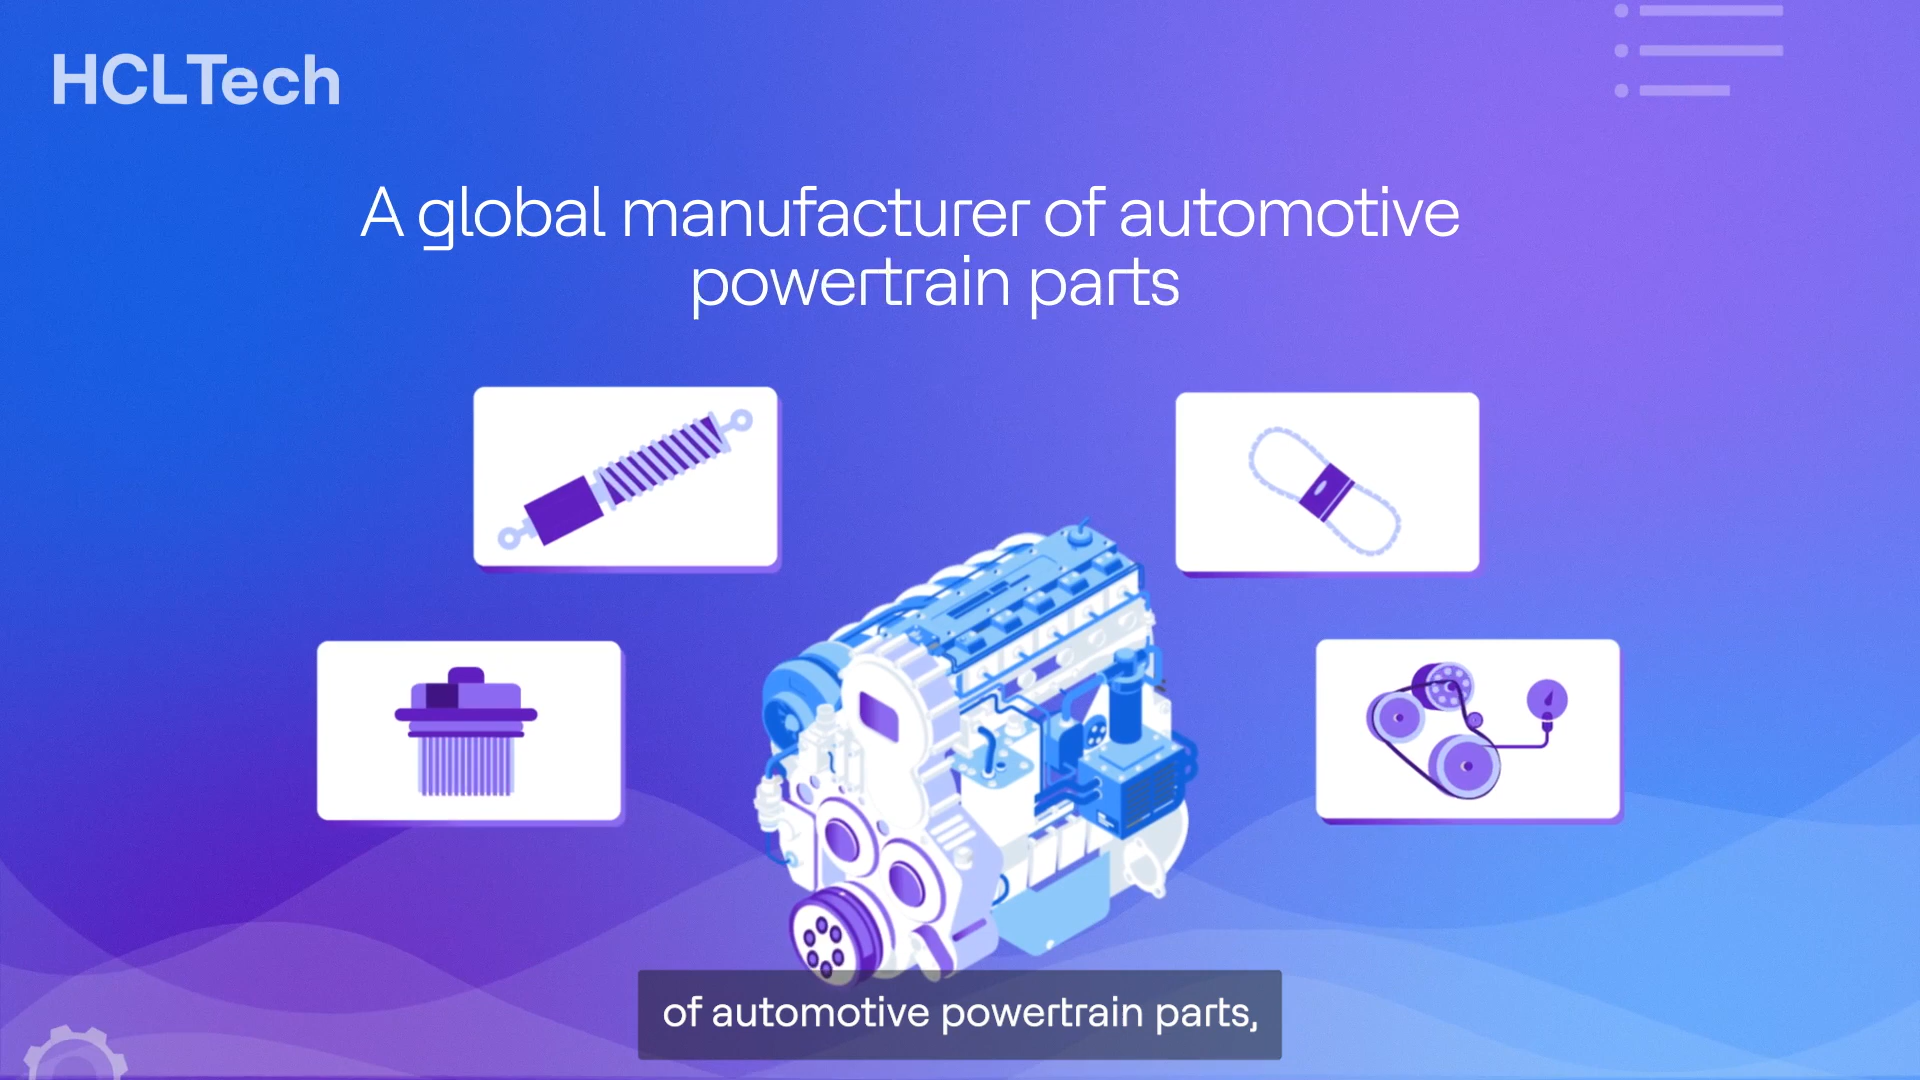 HCLTech
A global manufacturer of automotive
powertrain parts
of automotive powertrain parts,